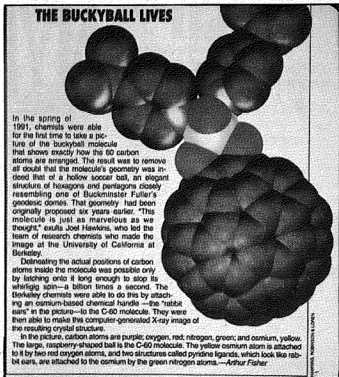 THE BUCKYBALL LIVES
In the spring of
1991, chemists were able
for the first time to take a pic-
ture of the buckyball molecule
that shows exactly how the 60 carbon
atoms are arranged. The result was to remove
all doubt that the molecule's geometry was in-
deed that of a hollow soccer ball, an elegant
structure of hexagons and pentagons closely
resembling one of Buckminster Fuller's
geodesic domes. That geometry had been
originally proposed six years earlier. "This
molecule is just as marvelous as we
thought," exults Joel Hawkins, who led the
team of research chemists who made the
image at the University of California at
Berkeley.
Delineating the actual positions of carbon
atoms inside the molecule was possible only
by latching onto it long enough to stop its
whirligig spin—a billion times a second. The
Berkeley chemists were able to do this by attach-
ing an osmium-based chemical handle—the "rabbit
ears" in the picture—to the C-60 molecule. They were
then able to make this computer-generated X-ray image of
the resulting crystal structure.
In the picture, carbon atoms are purple; oxygen, red; nitrogen, green; and osmium, yellow.
The large, raspberry-shaped ball is the C-60 molecule. The yellow osmium atom is attached
to it by two red oxygen atoms, and two structures called pyridine ligands, which look like rab-
bit ears, are attached to the osmium by the green nitrogen atoms.—Arthur Fisher